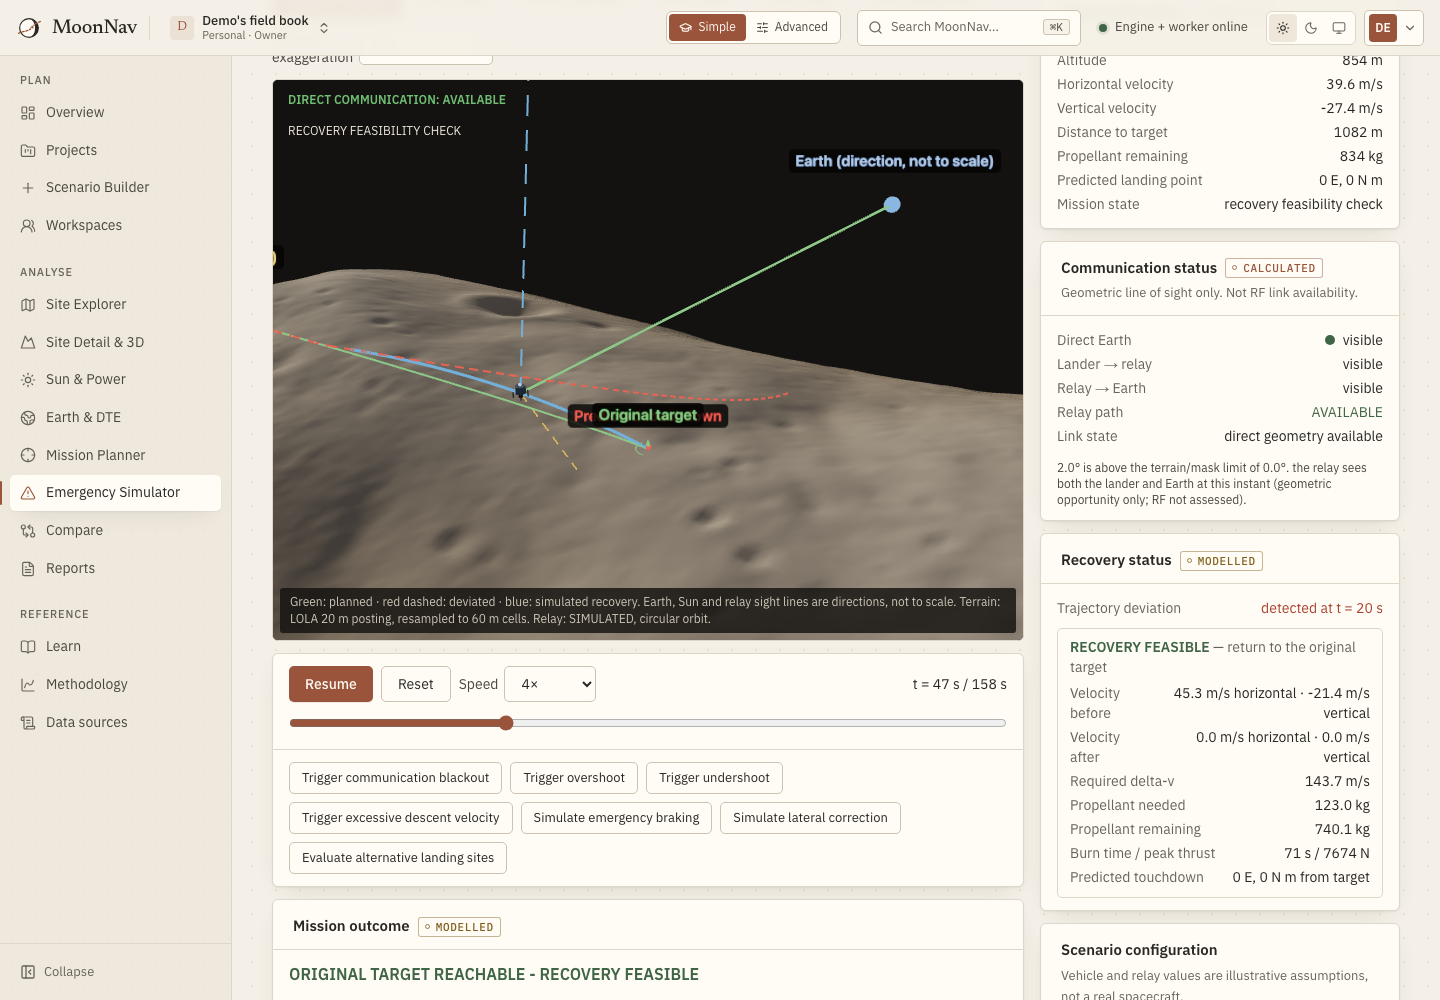 MoonNav
D
Demo's field book
Personal · Owner
Simple
Advanced
Search MoonNav...
⌘K
Engine + worker online
DE
PLAN
Overview
Projects
Scenario Builder
Workspaces
ANALYSE
Site Explorer
Site Detail & 3D
Sun & Power
Earth & DTE
Mission Planner
Emergency Simulator
Compare
Reports
REFERENCE
Learn
Methodology
Data sources
Collapse
exaggeration
DIRECT COMMUNICATION: AVAILABLE
RECOVERY FEASIBILITY CHECK
Earth (direction, not to scale)
Original target
Green: planned · red dashed: deviated · blue: simulated recovery. Earth, Sun and relay sight lines are directions, not to scale. Terrain:
LOLA 20 m posting, resampled to 60 m cells. Relay: SIMULATED, circular orbit.
Resume
Reset
Speed
4×
t = 47 s / 158 s
Trigger communication blackout
Trigger overshoot
Trigger undershoot
Trigger excessive descent velocity
Simulate emergency braking
Simulate lateral correction
Evaluate alternative landing sites
Mission outcome
MODELLED
ORIGINAL TARGET REACHABLE - RECOVERY FEASIBLE
Altitude 854 m
Horizontal velocity 39.6 m/s
Vertical velocity -27.4 m/s
Distance to target 1082 m
Propellant remaining 834 kg
Predicted landing point 0 E, 0 N m
Mission state recovery feasibility check
Communication status CALCULATED
Geometric line of sight only. Not RF link availability.
Direct Earth visible
Lander → relay visible
Relay → Earth visible
Relay path AVAILABLE
Link state direct geometry available
2.0° is above the terrain/mask limit of 0.0°. the relay sees
both the lander and Earth at this instant (geometric
opportunity only; RF not assessed).
Recovery status MODELLED
Trajectory deviation detected at t = 20 s
RECOVERY FEASIBLE — return to the original
target
Velocity before 45.3 m/s horizontal · -21.4 m/s vertical
Velocity after 0.0 m/s horizontal · 0.0 m/s vertical
Required delta-v 143.7 m/s
Propellant needed 123.0 kg
Propellant remaining 740.1 kg
Burn time / peak thrust 71 s / 7674 N
Predicted touchdown 0 E, 0 N m from target
Scenario configuration
Vehicle and relay values are illustrative assumptions,
not a real spacecraft.